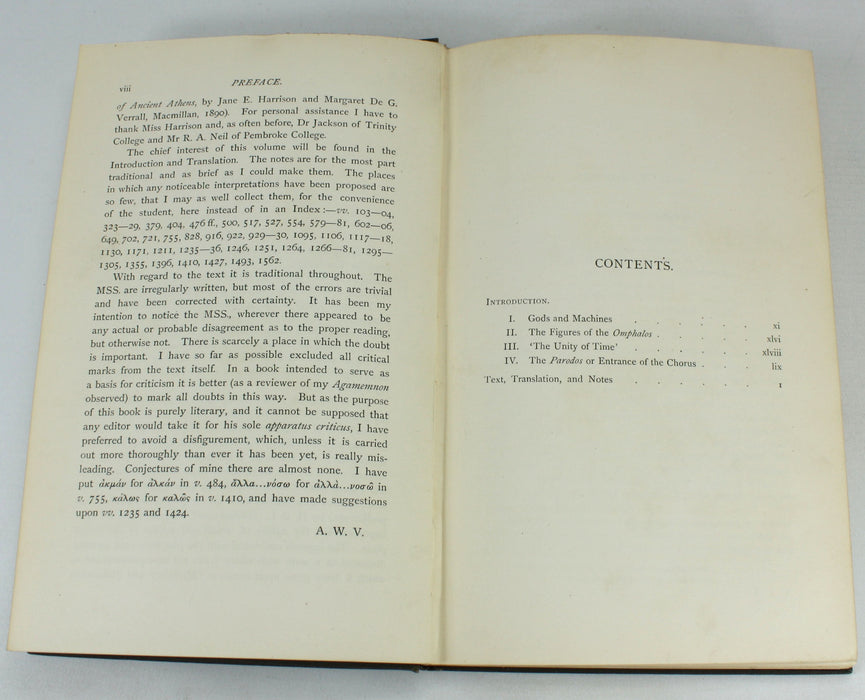 viii
PREFACE.
of Ancient Athens, by Jane E. Harrison and Margaret De G.
Verrall, Macmillan, 1890). For personal assistance I have to
thank Miss Harrison and, as often before, Dr Jackson of Trinity
College and Mr R. A. Neil of Pembroke College.
The chief interest of this volume will be found in the
Introduction and Translation. The notes are for the most part
traditional and as brief as I could make them. The places
in which any noticeable interpretations have been proposed are
so few, that I may as well collect them, for the convenience
of the student, here instead of in an Index:—vv. 103—04,
323—29, 379, 404, 476 ff., 500, 517, 527, 554, 579—81, 602—06,
649, 702, 721, 755, 828, 916, 922, 929—30, 1095, 1106, 1117—18,
1130, 1171, 1211, 1235—36, 1246, 1251, 1264, 1266—81, 1295—
1305, 1355, 1396, 1410, 1427, 1493, 1562.
With regard to the text it is traditional throughout. The
MSS. are irregularly written, but most of the errors are trivial
and have been corrected with certainty. It has been my
intention to notice the MSS., wherever there appeared to be
any actual or probable disagreement as to the proper reading,
but otherwise not. There is scarcely a place in which the doubt
is important. I have so far as possible excluded all critical
marks from the text itself. In a book intended to serve as
a basis for criticism it is better (as a reviewer of my Agamemnon
observed) to mark all doubts in this way. But as the purpose
of this book is purely literary, and it cannot be supposed that
any editor would take it for his sole apparatus criticus, I have
preferred to avoid a disfigurement, which, unless it is carried
out more thoroughly than ever it has been yet, is really mis-
leading. Conjectures of mine there are almost none. I have
put ἀκμάν for ἀλκάν in v. 484, ἄλλα...νόσω for ἀλλὰ...νοσῶ in
v. 755, κάλως for καλῶς in v. 1410, and have made suggestions
upon vv. 1235 and 1424.
A. W. V.
CONTENTS.
INTRODUCTION.
I. Gods and Machines . . . . . . xi
II. The Figures of the Omphalos . . . . . xlvi
III. 'The Unity of Time' . . . . . . xlviii
IV. The Parodos or Entrance of the Chorus . . . lix
Text, Translation, and Notes . . . . . . 1